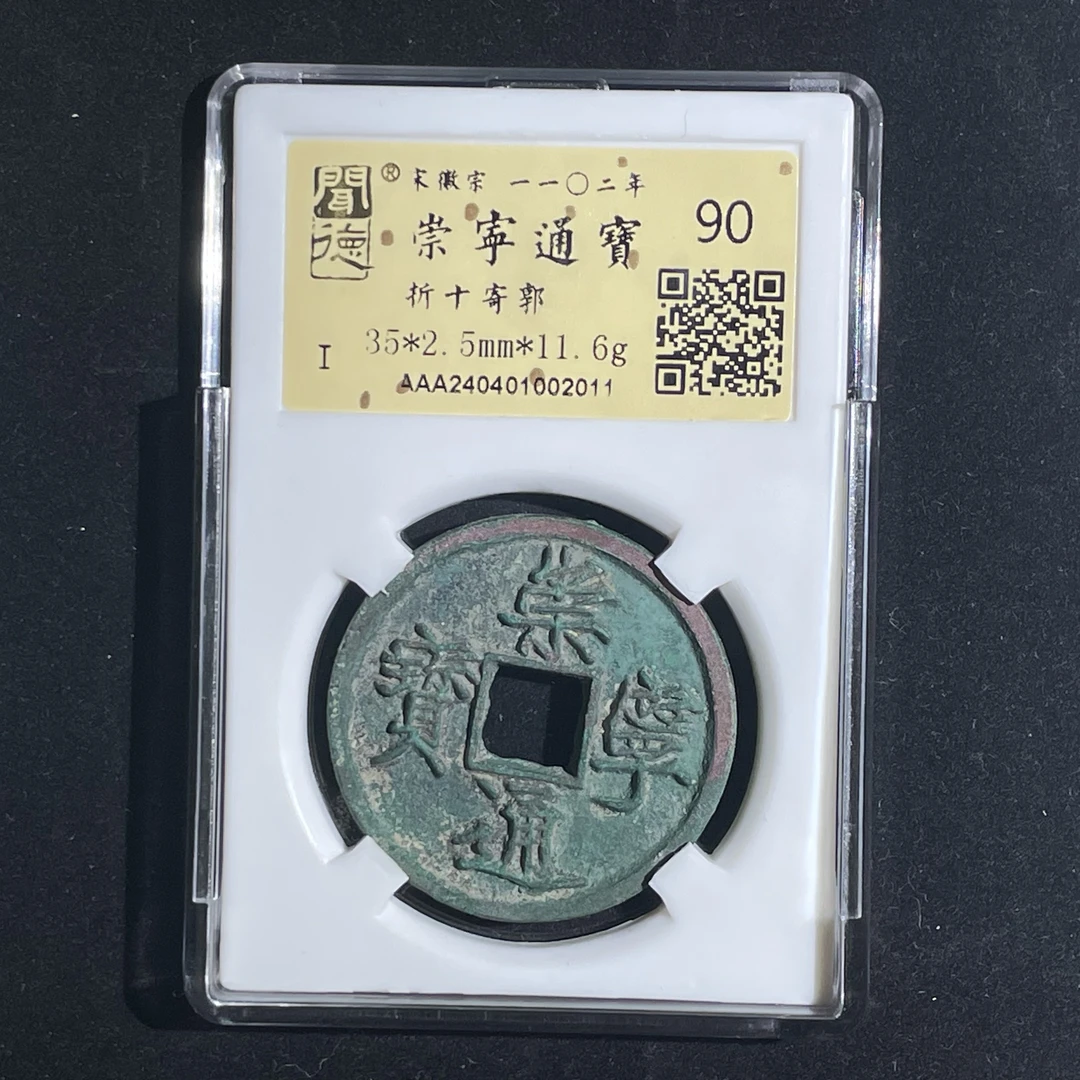 聞德®
宋徽宗 一一〇二年
崇寧通寶
90
折十寄郭
I
35*2.5mm*11.6g
AAA240401002011
崇寧通寶